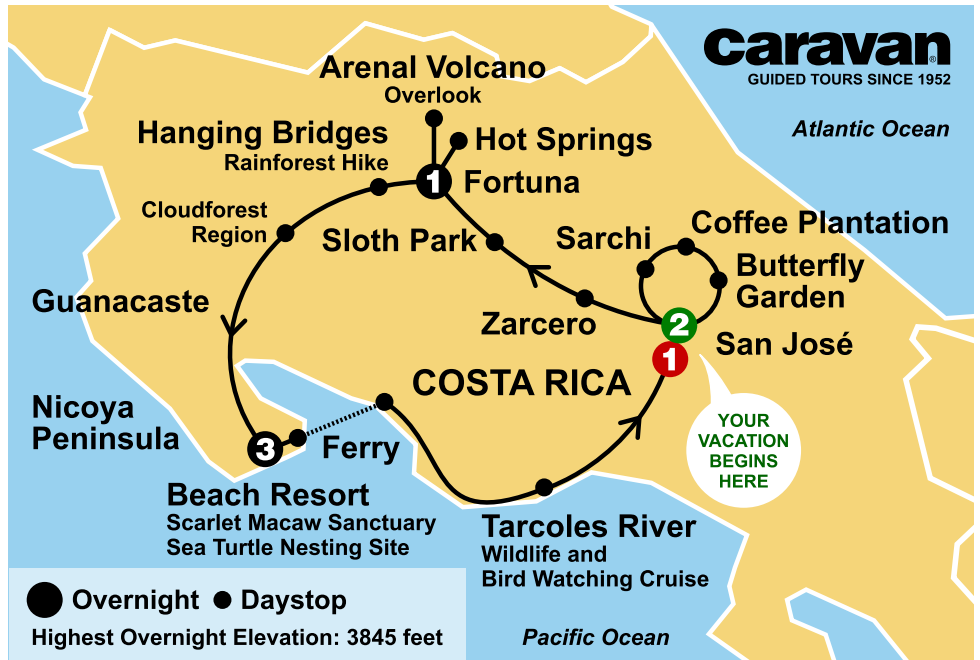 caravan®
GUIDED TOURS SINCE 1952
Atlantic Ocean
Arenal Volcano
Overlook
Hanging Bridges
Rainforest Hike
Hot Springs
1
Fortuna
Cloudforest
Region
Sloth Park
Sarchi
Coffee Plantation
Butterfly
Garden
Guanacaste
Zarcero
2
San José
1
COSTA RICA
Nicoya
Peninsula
3
Ferry
YOUR
VACATION
BEGINS
HERE
Beach Resort
Scarlet Macaw Sanctuary
Sea Turtle Nesting Site
Tarcoles River
Wildlife and
Bird Watching Cruise
Overnight
Daystop
Highest Overnight Elevation: 3845 feet
Pacific Ocean